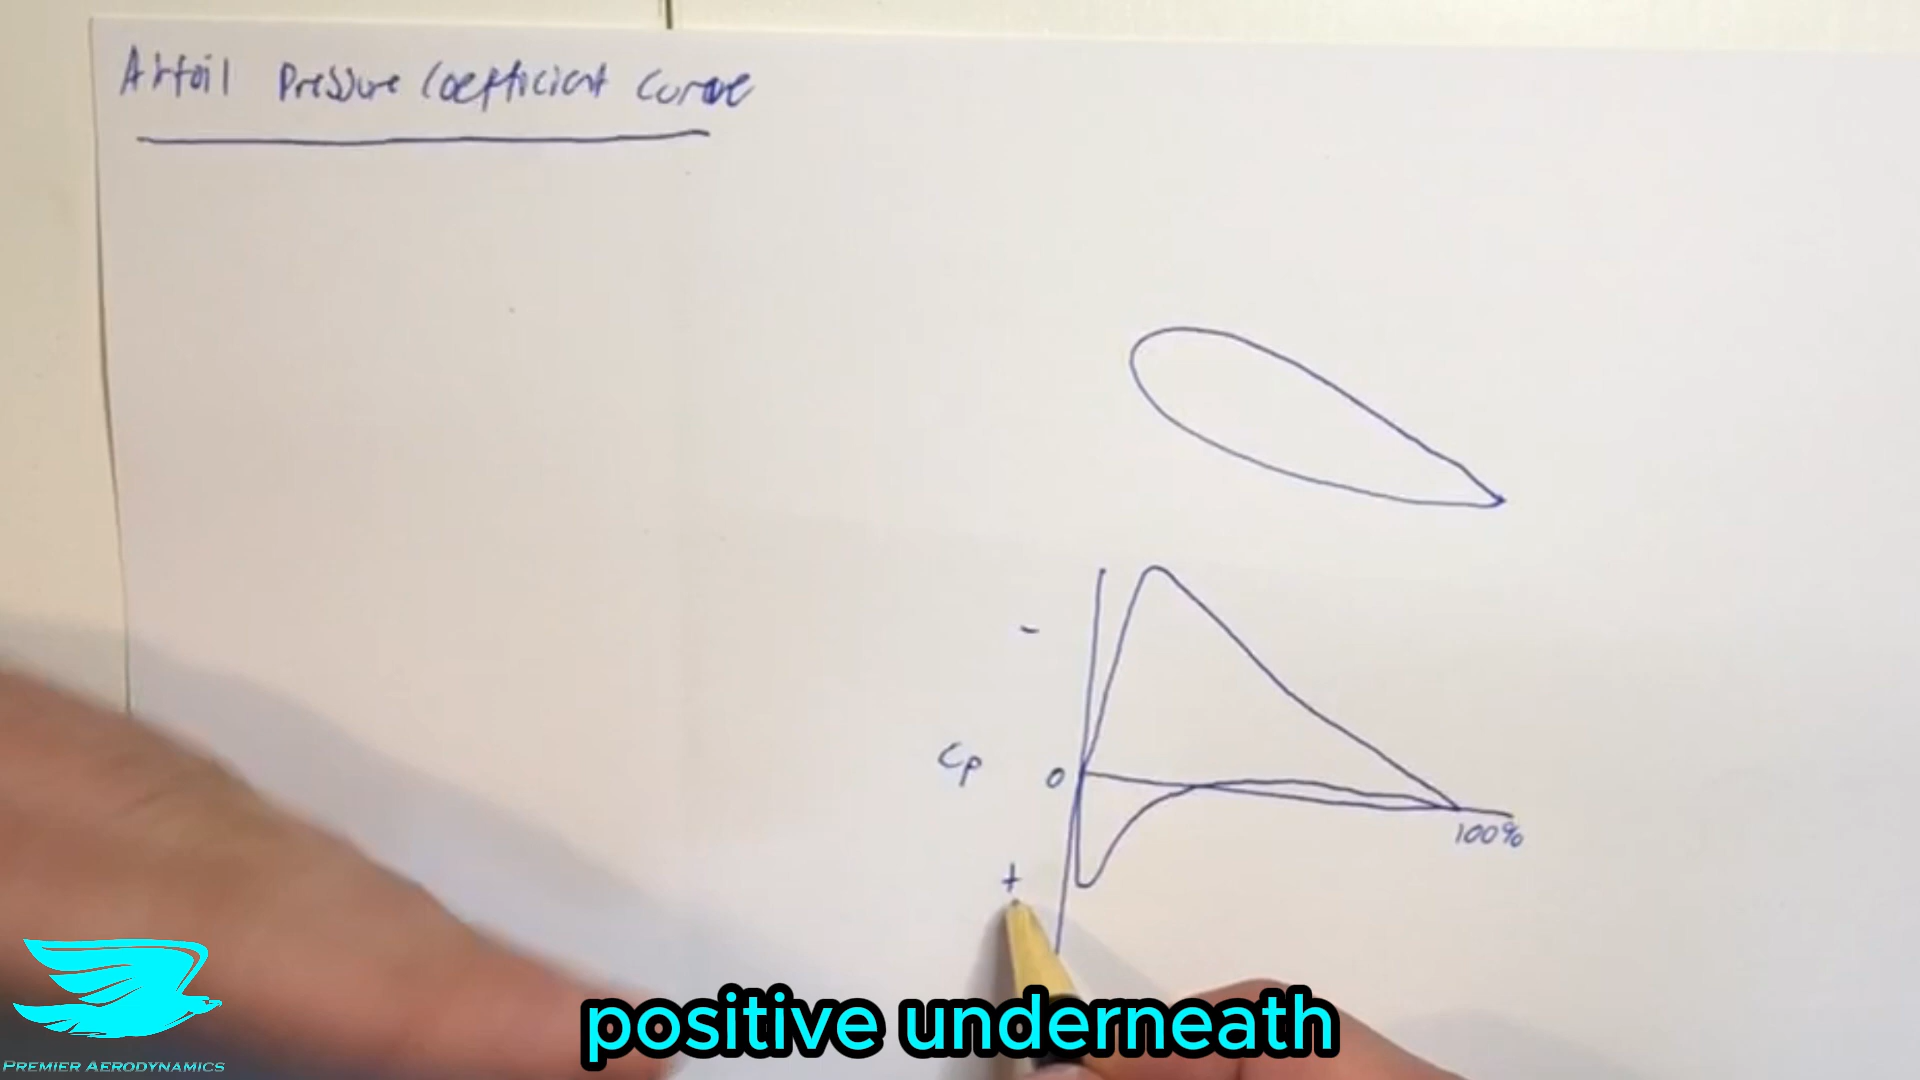 Airfoil Pressure Coefficient Curve
-
Cp
0
100%
+
positive underneath
PREMIER AERODYNAMICS